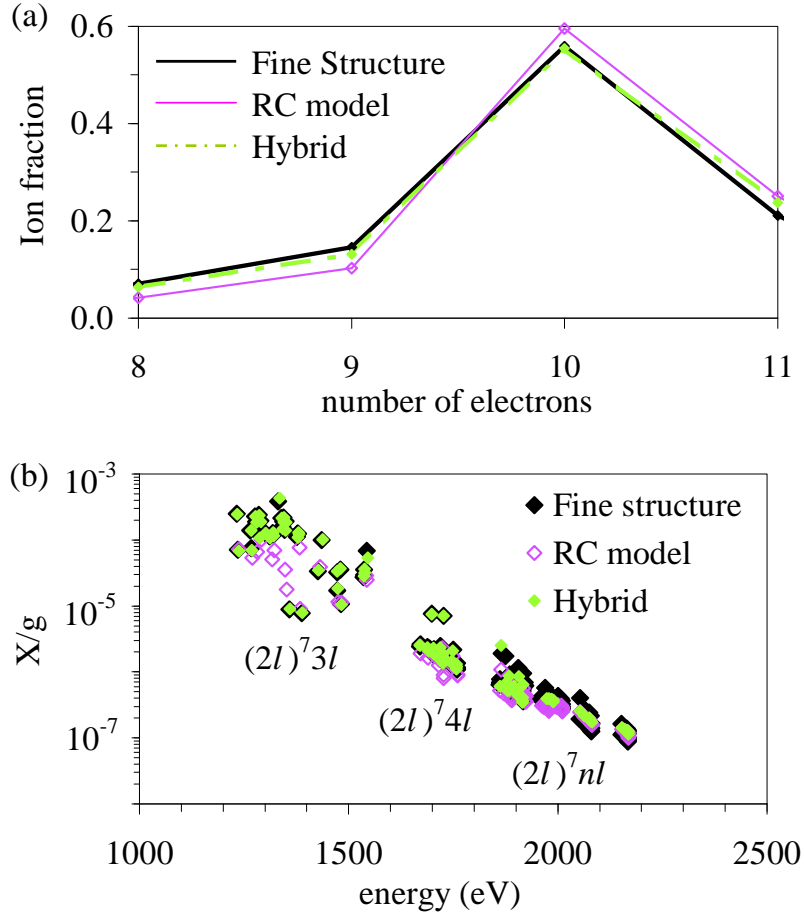 (a)
0.6
Fine Structure
RC model
Hybrid
0.4
0.2
0.0
Ion fraction
8 9 10 11
number of electrons
(b)
10⁻³
Fine structure
RC model
Hybrid
10⁻⁵
X/g
(2l)⁷3l
(2l)⁷4l
10⁻⁷
(2l)⁷nl
1000 1500 2000 2500
energy (eV)